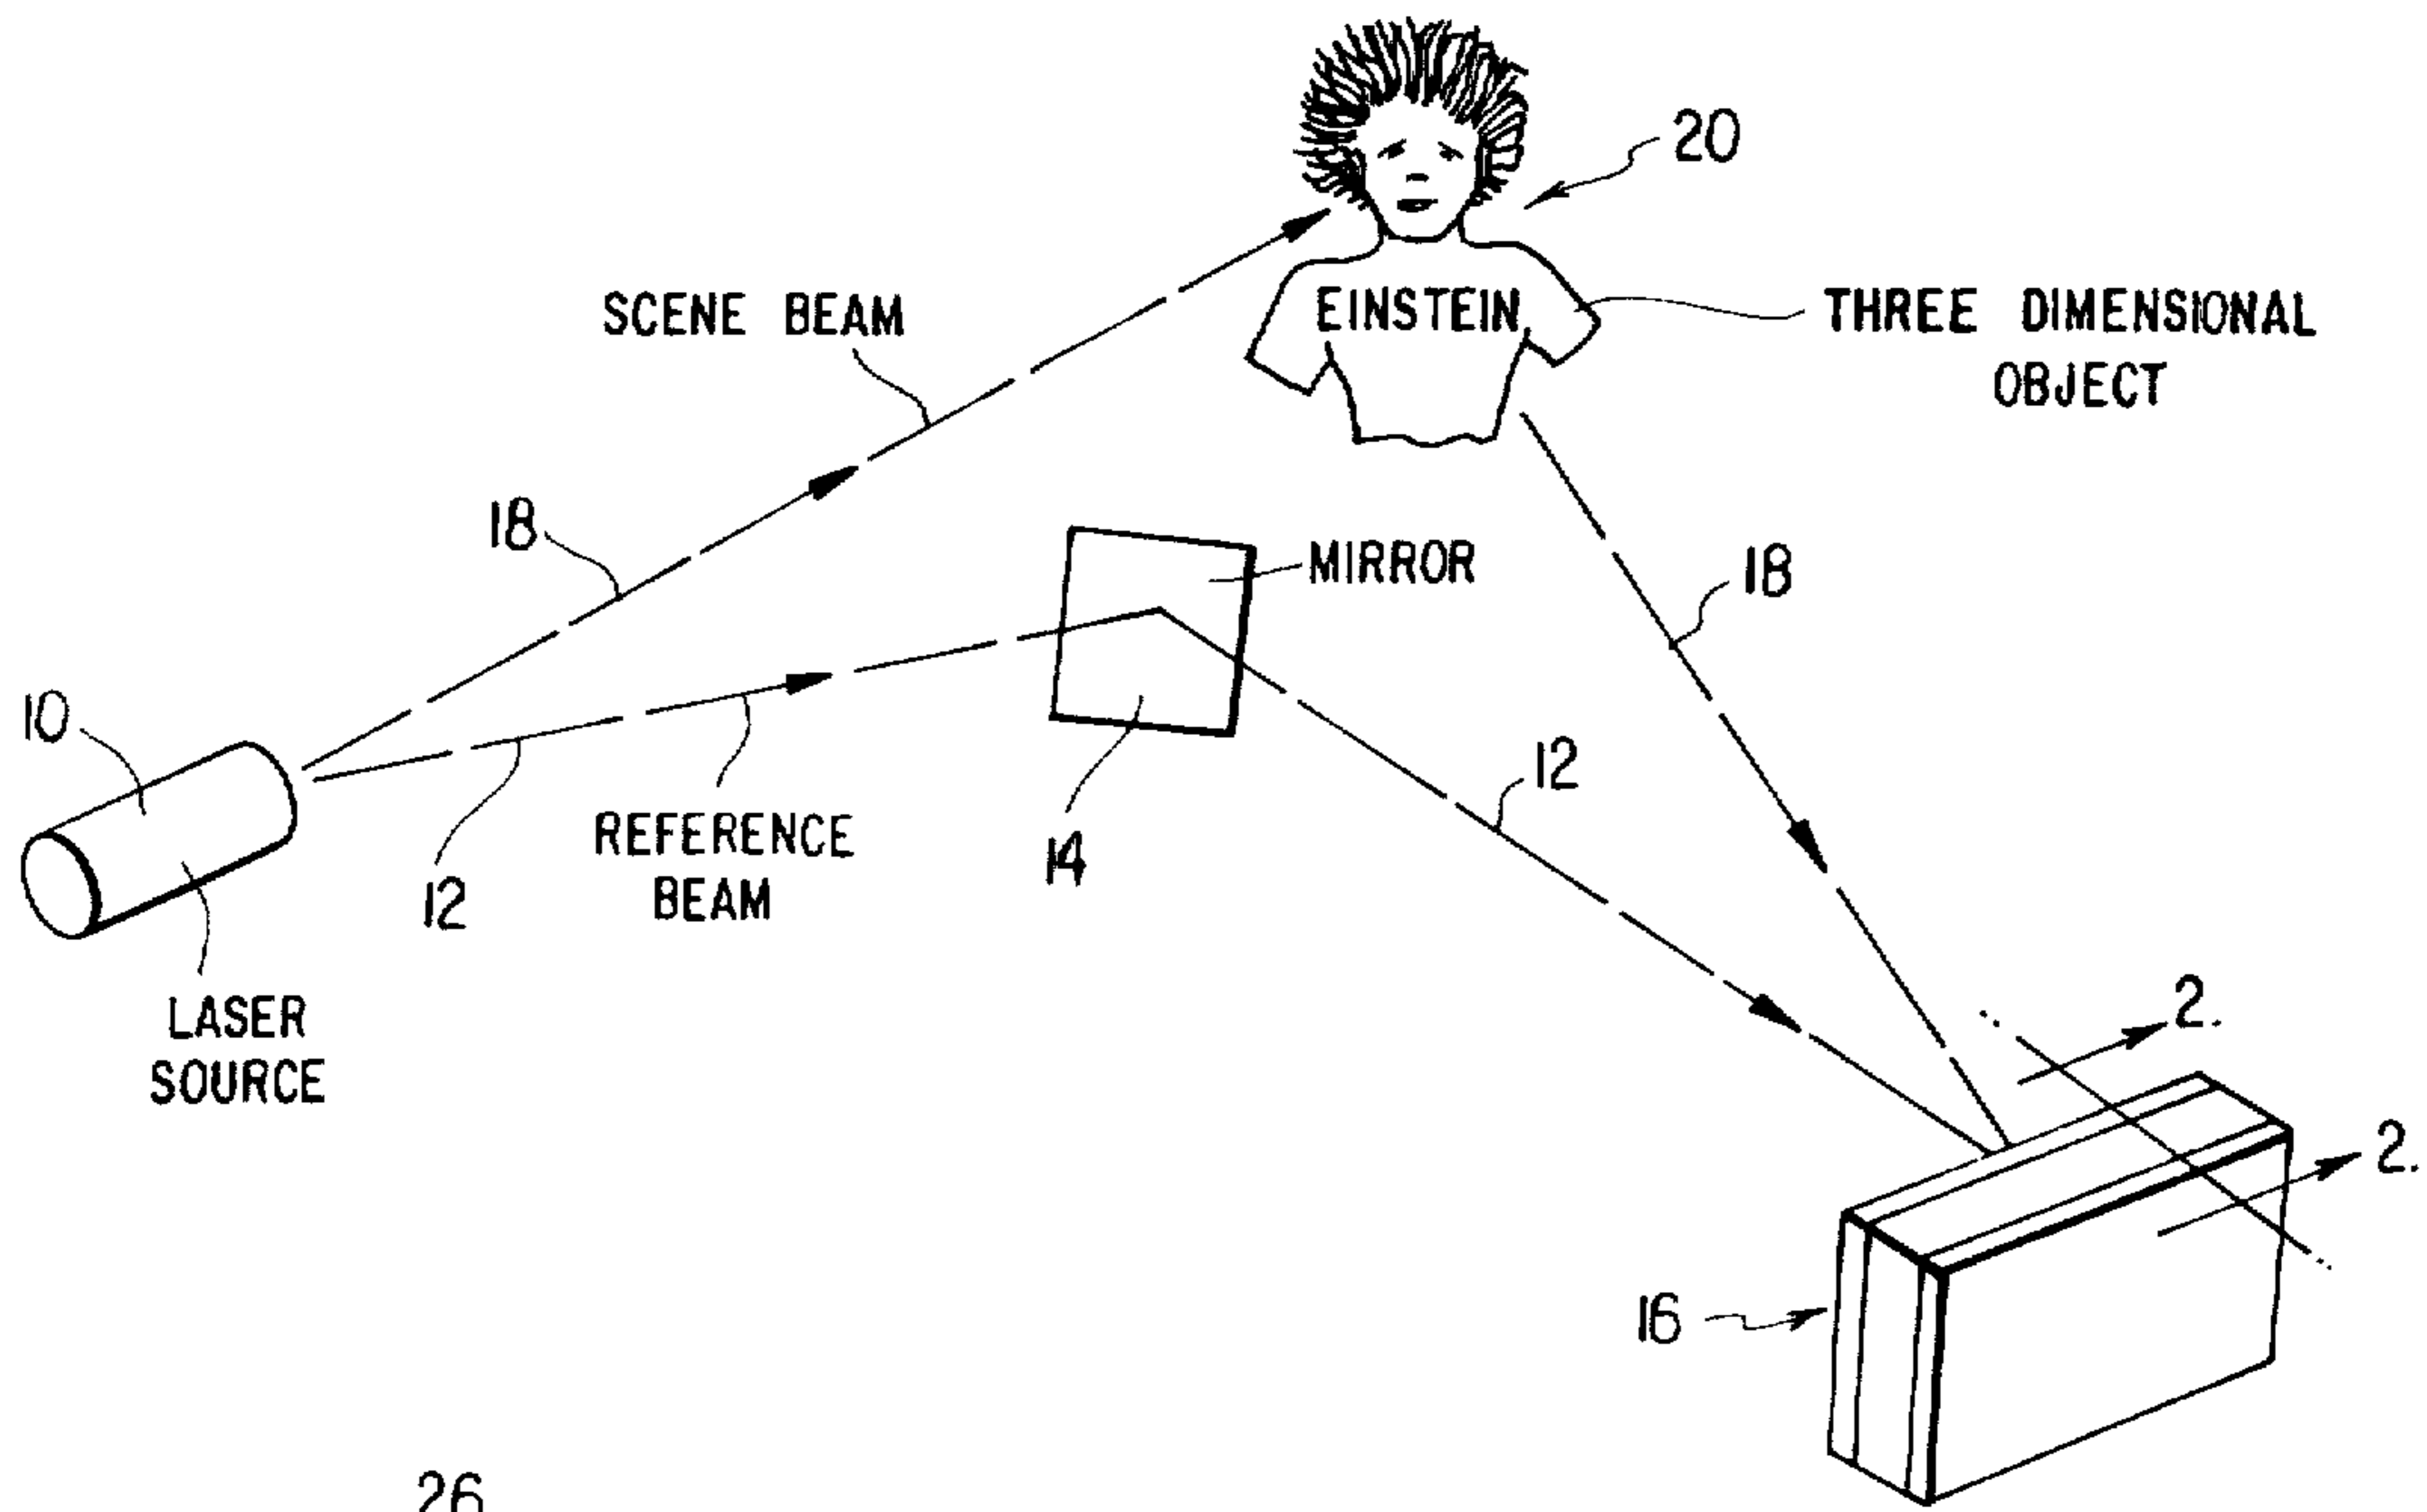 20
SCENE BEAM
EINSTEIN
THREE DIMENSIONAL
OBJECT
18
MIRROR
18
10
12
REFERENCE
BEAM
12
14
LASER
SOURCE
2.
2.
16
26